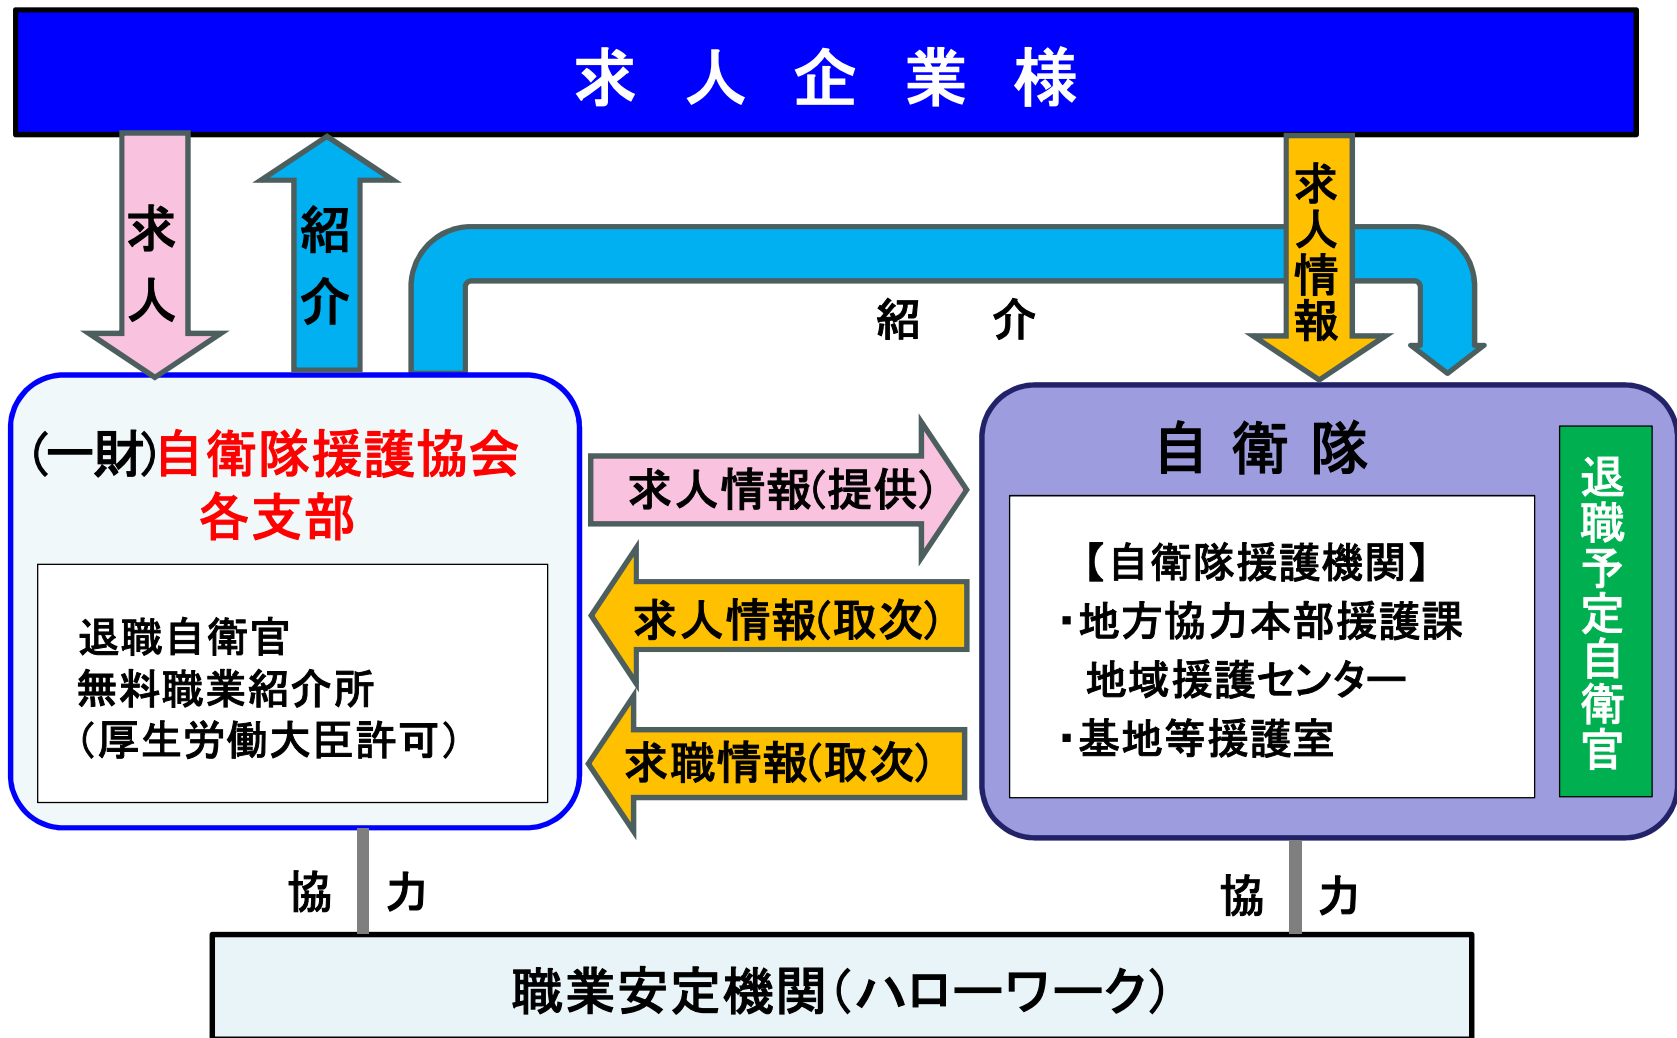 求人企業様
求人
紹介
求人情報
紹介
(一財)自衛隊援護協会
各支部
退職自衛官
無料職業紹介所
(厚生労働大臣許可)
求人情報(提供)
求人情報(取次)
求職情報(取次)
自衛隊
【自衛隊援護機関】
・地方協力本部援護課
地域援護センター
・基地等援護室
退職予定自衛官
協力
協力
職業安定機関(ハローワーク)